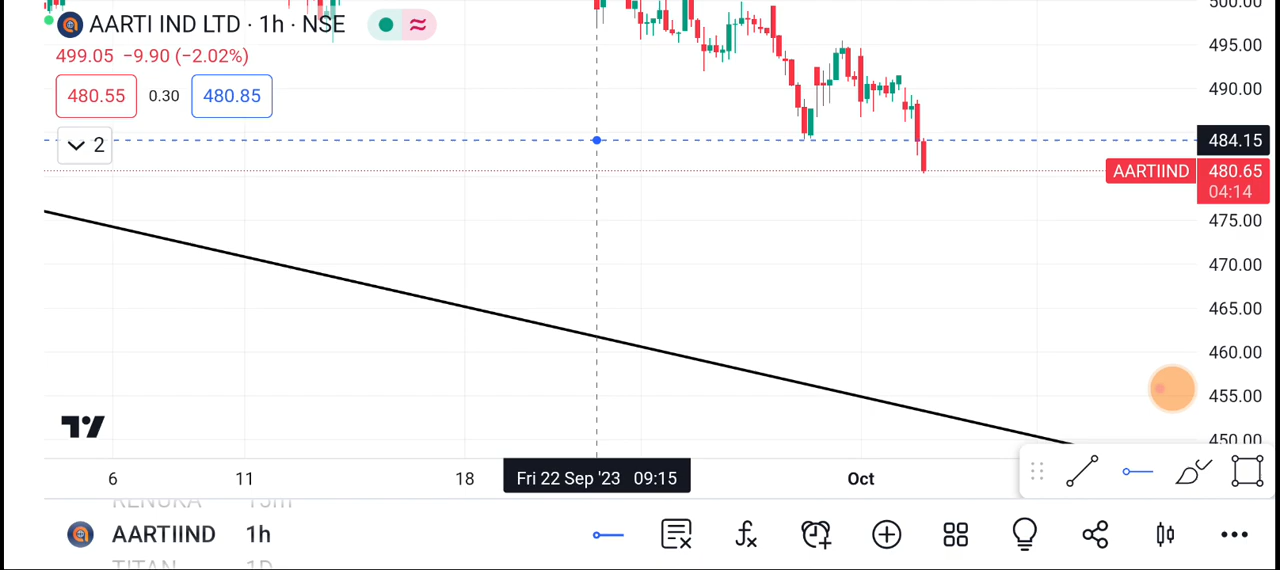 500.00
AARTI IND LTD · 1h · NSE
495.00
499.05 −9.90 (−2.02%)
480.55 0.30 480.85
490.00
2
484.15
AARTIIND 480.65
04:14
475.00
470.00
465.00
460.00
455.00
450.00
6 11 18 Fri 22 Sep '23 09:15 Oct
RENUKA 15m
AARTIIND 1h
TITAN 1D